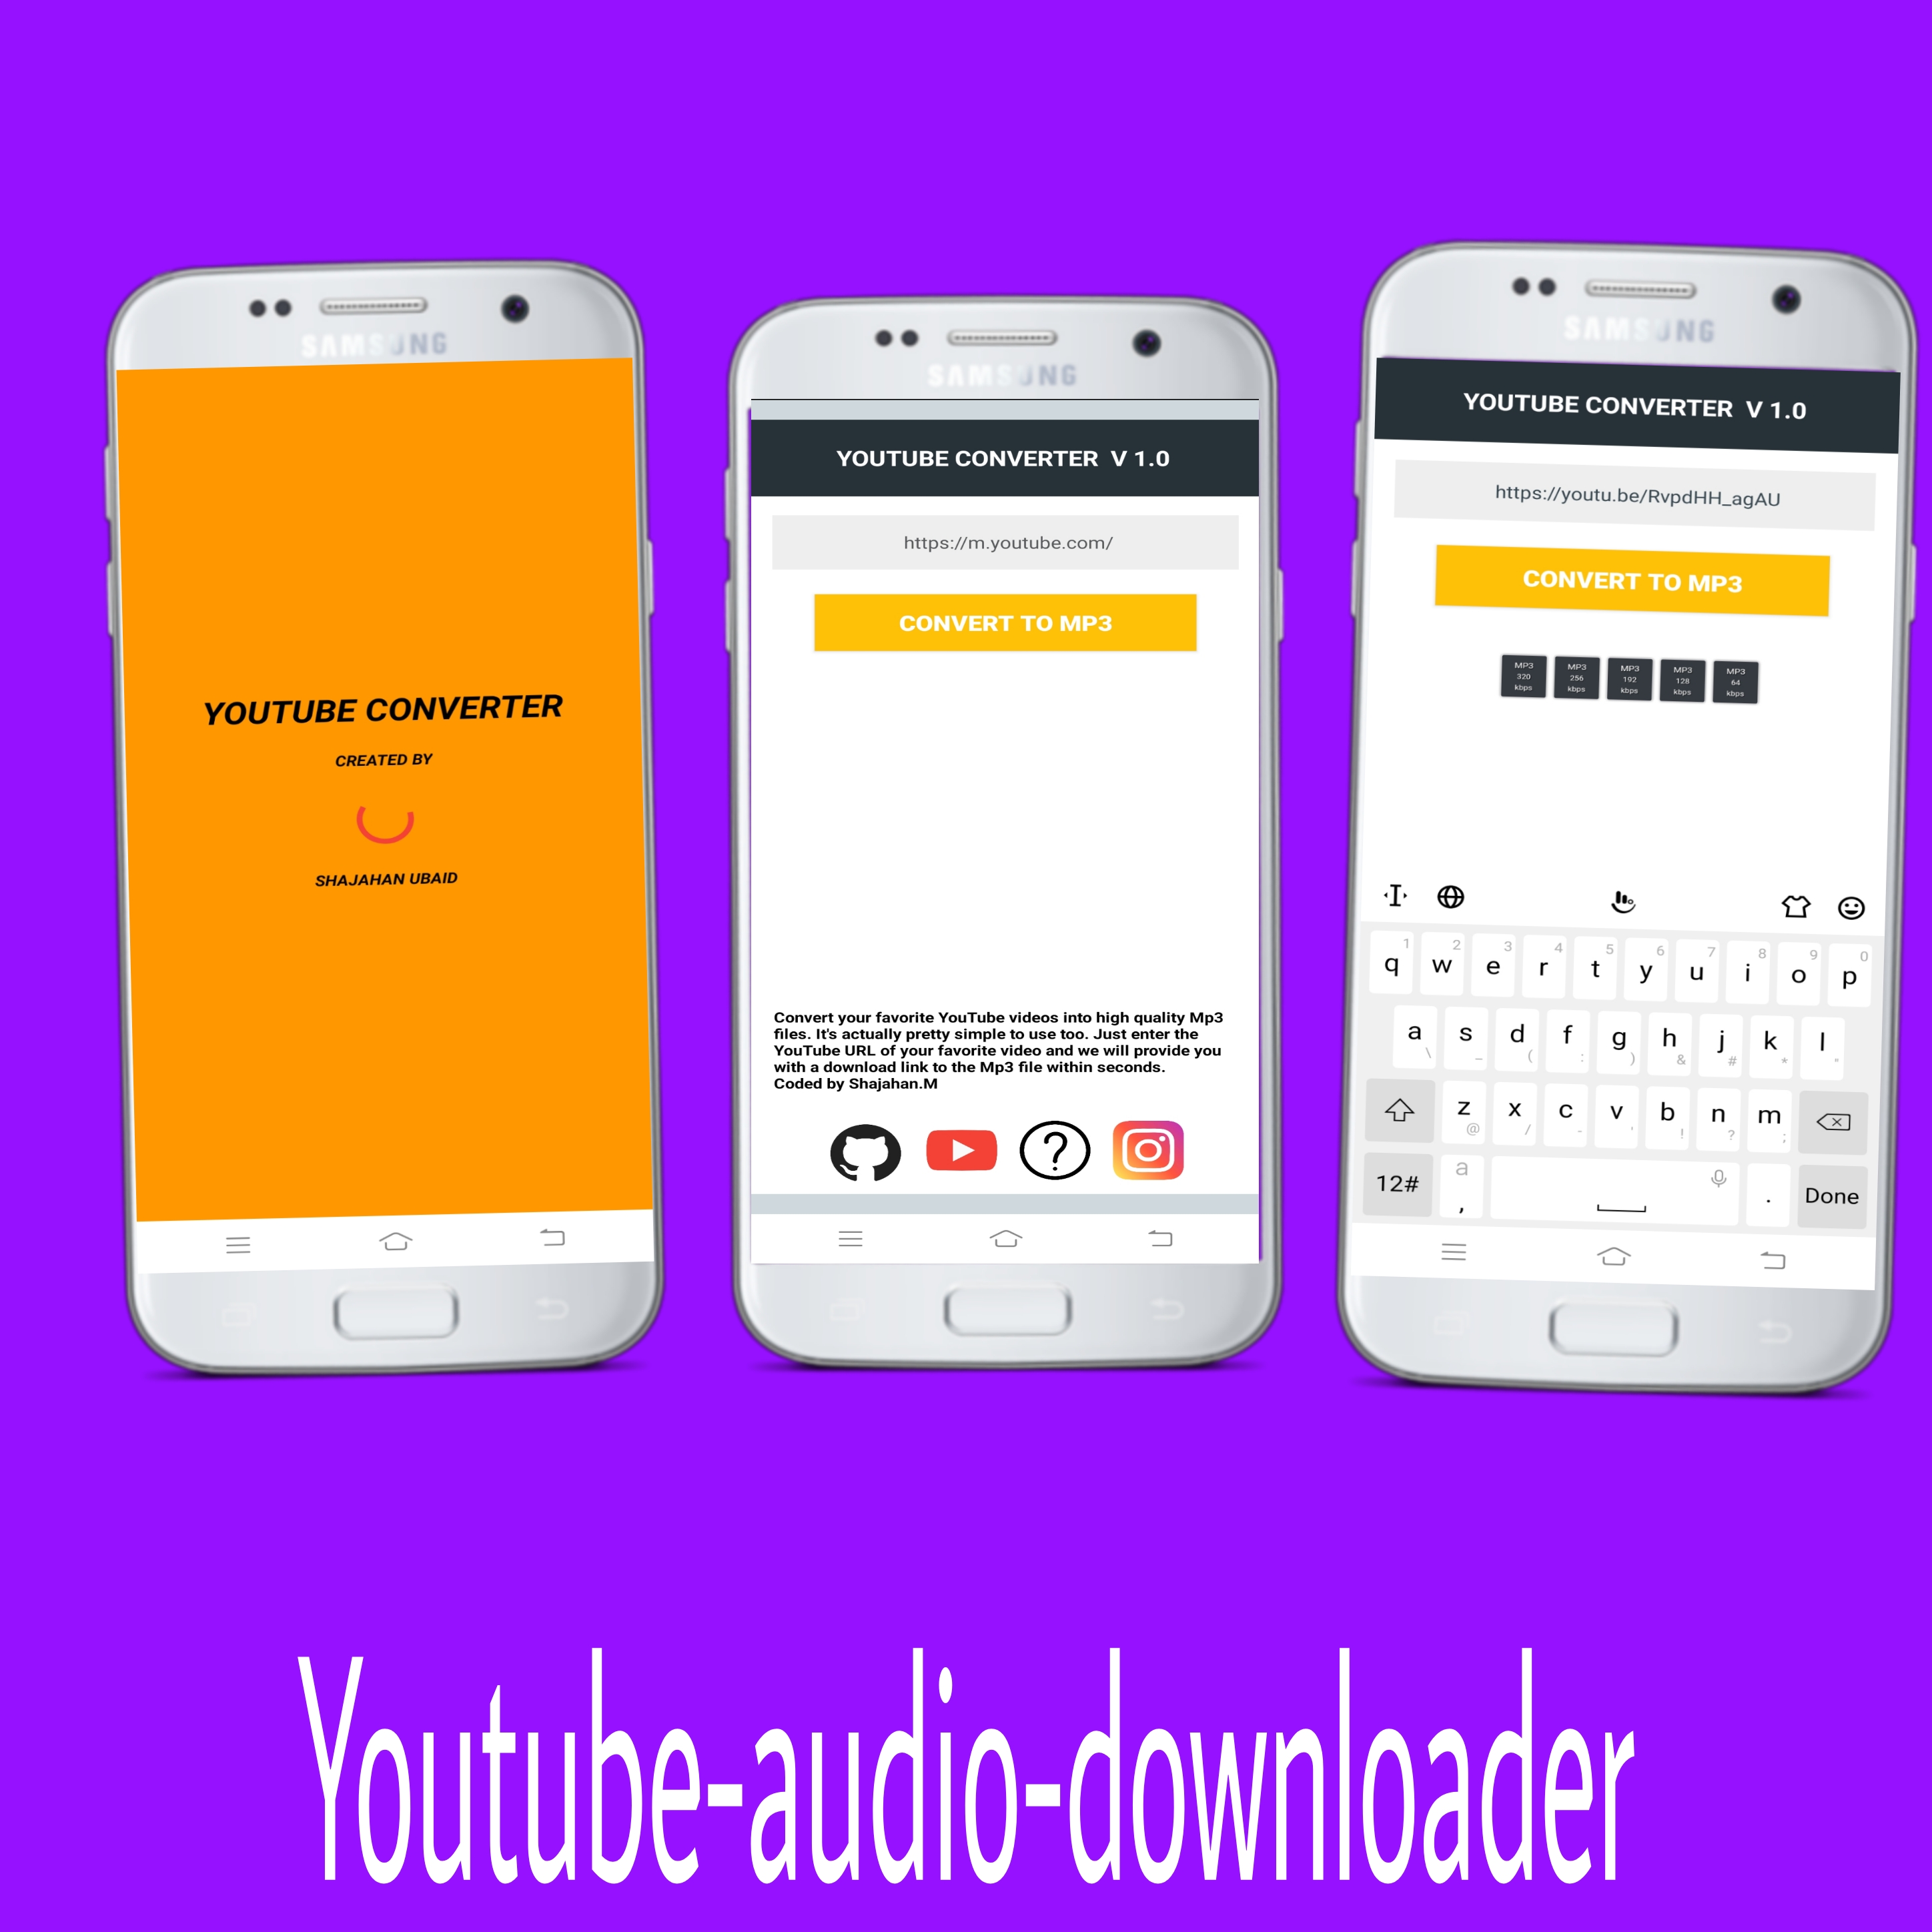 SAMSUNG
YOUTUBE CONVERTER
CREATED BY
SHAJAHAN UBAID
SAMSUNG
YOUTUBE CONVERTER V 1.0
https://m.youtube.com/
CONVERT TO MP3
Convert your favorite YouTube videos into high quality Mp3
files. It's actually pretty simple to use too. Just enter the
YouTube URL of your favorite video and we will provide you
with a download link to the Mp3 file within seconds.
Coded by Shajahan.M
?
SAMSUNG
YOUTUBE CONVERTER V 1.0
https://youtu.be/RvpdHH_agAU
CONVERT TO MP3
MP3 MP3 MP3 MP3 MP3
320 256 192 128 64
kbps kbps kbps kbps kbps
1 2 3 4 5 6 7 8 9 0
q w e r t y u i o p
a s d f g h j k l
\ _ ( : ) & # * "
z x c v b n m
@ / - ' ! ? ;
12# a , . Done
Youtube-audio-downloader